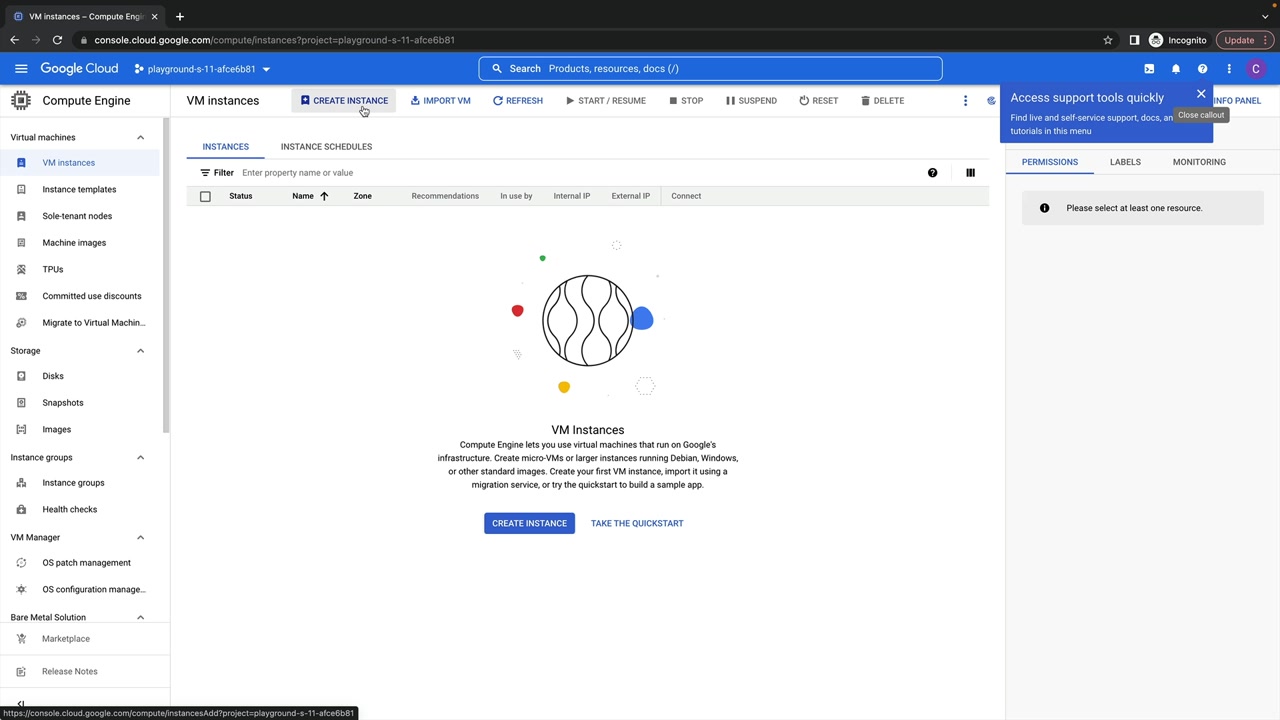 VM instances – Compute Engin
console.cloud.google.com/compute/instances?project=playground-s-11-afce6b81
Incognito
Update
Google Cloud
playground-s-11-afce6b81
Search Products, resources, docs (/)
C
Compute Engine
VM instances
CREATE INSTANCE
IMPORT VM
REFRESH
START / RESUME
STOP
SUSPEND
RESET
DELETE
INFO PANEL
Access support tools quickly
Find live and self-service support, docs, an
tutorials in this menu
Close callout
Virtual machines
VM instances
Instance templates
Sole-tenant nodes
Machine images
TPUs
Committed use discounts
Migrate to Virtual Machin...
Storage
Disks
Snapshots
Images
Instance groups
Instance groups
Health checks
VM Manager
OS patch management
OS configuration manage...
Bare Metal Solution
Marketplace
Release Notes
INSTANCES
INSTANCE SCHEDULES
Filter Enter property name or value
Status
Name
Zone
Recommendations
In use by
Internal IP
External IP
Connect
VM Instances
Compute Engine lets you use virtual machines that run on Google's
infrastructure. Create micro-VMs or larger instances running Debian, Windows,
or other standard images. Create your first VM instance, import it using a
migration service, or try the quickstart to build a sample app.
CREATE INSTANCE
TAKE THE QUICKSTART
PERMISSIONS
LABELS
MONITORING
Please select at least one resource.
https://console.cloud.google.com/compute/instancesAdd?project=playground-s-11-afce6b81